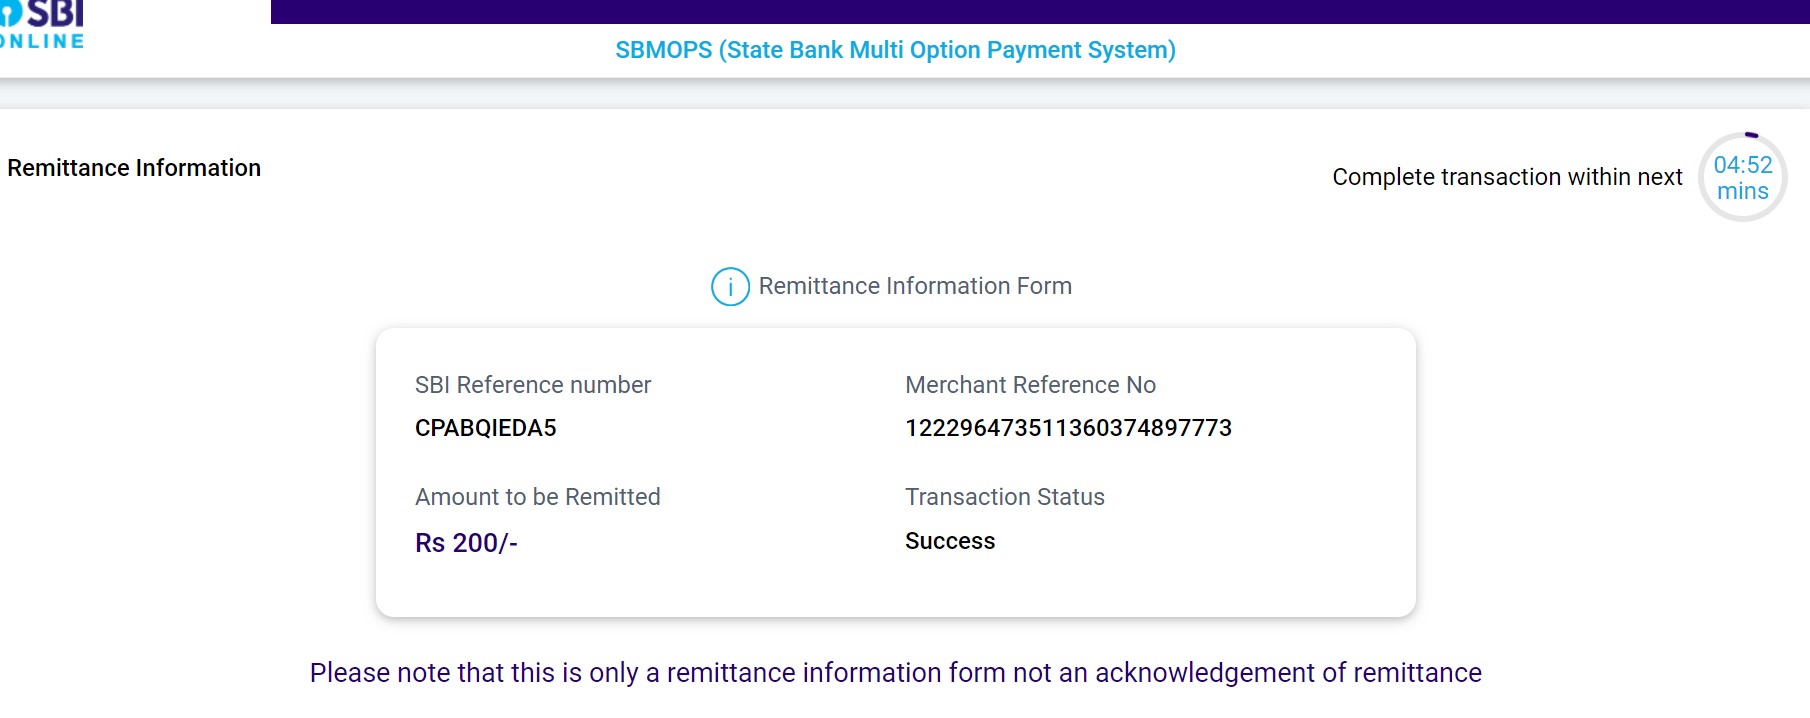 SBI
ONLINE
SBMOPS (State Bank Multi Option Payment System)
Remittance Information
Complete transaction within next
04:52
mins
i Remittance Information Form
SBI Reference number
CPABQIEDA5
Merchant Reference No
122296473511360374897773
Amount to be Remitted
Rs 200/-
Transaction Status
Success
Please note that this is only a remittance information form not an acknowledgement of remittance